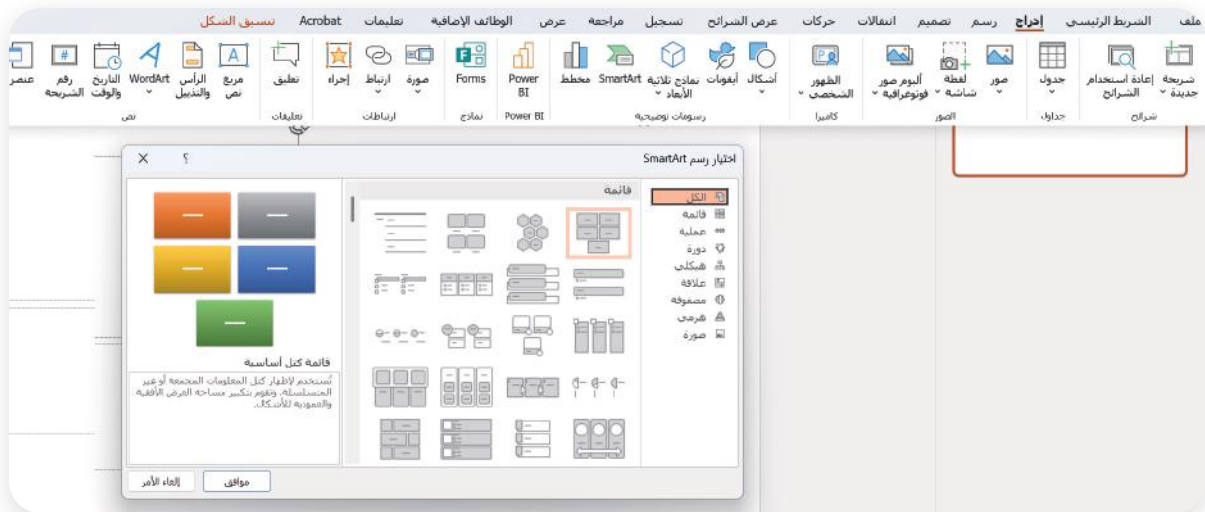 ملف الشريط الرئيسي إدراج رسم تصميم انتقالات حركات عرض الشرائح تسجيل مراجعة عرض الوظائف الإضافية تعليمات Acrobat تنسيق الشكل
شريحة جديدة
إعادة استخدام الشرائح
جدول
صور
لقطة شاشة
ألبوم صور فوتوغرافية
الظهور الشخصي
أشكال
أيقونات
نماذج ثلاثية الأبعاد
SmartArt
مخطط
Power BI
Forms
صورة
ارتباط
إجراء
تعليق
مربع نص
الرأس والتذييل
WordArt
التاريخ والوقت
رقم الشريحة
عنصر
شرائح جداول الصور كاميرا رسومات توضيحية Power BI نماذج ارتباطات تعليقات نص
اختيار رسم SmartArt
؟
الكل
قائمة
عملية
دورة
هيكلي
علاقة
مصفوفة
هرمي
صورة
قائمة
قائمة كتل أساسية
تُستخدم لإظهار كتل المعلومات المجمعة أو غير
المتسلسلة. وتقوم بتكبير مساحة العرض الأفقية
والعمودية للأشكال.
موافق
إلغاء الأمر